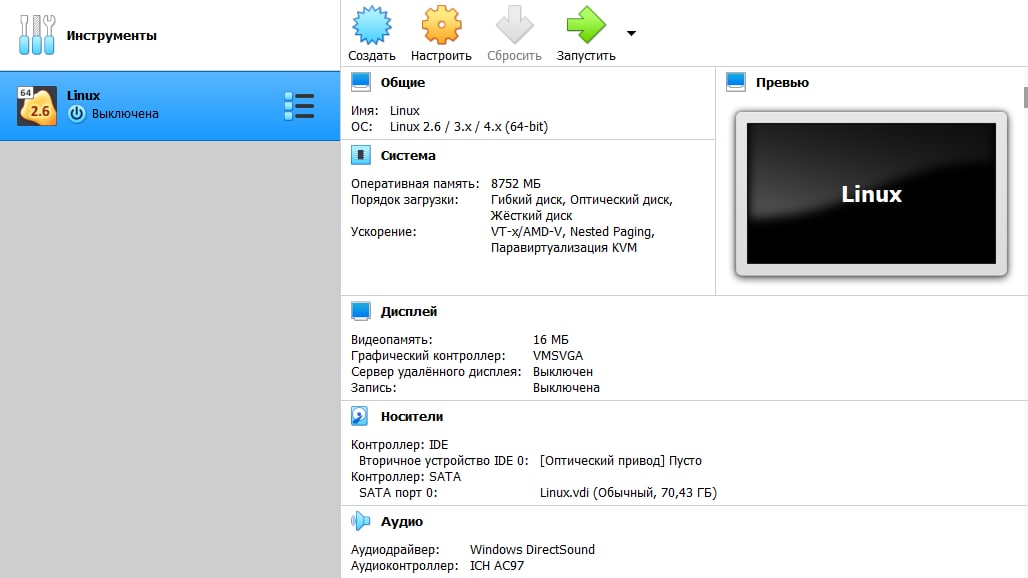 Инструменты
64
2.6
Linux
Выключена
Создать
Настроить
Сбросить
Запустить
Общие
Имя: Linux
ОС: Linux 2.6 / 3.x / 4.x (64-bit)
Система
Оперативная память: 8752 МБ
Порядок загрузки: Гибкий диск, Оптический диск,
Жёсткий диск
Ускорение: VT-x/AMD-V, Nested Paging,
Паравиртуализация KVM
Превью
Linux
Дисплей
Видеопамять: 16 МБ
Графический контроллер: VMSVGA
Сервер удалённого дисплея: Выключен
Запись: Выключена
Носители
Контроллер: IDE
Вторичное устройство IDE 0: [Оптический привод] Пусто
Контроллер: SATA
SATA порт 0: Linux.vdi (Обычный, 70,43 ГБ)
Аудио
Аудиодрайвер: Windows DirectSound
Аудиоконтроллер: ICH AC97